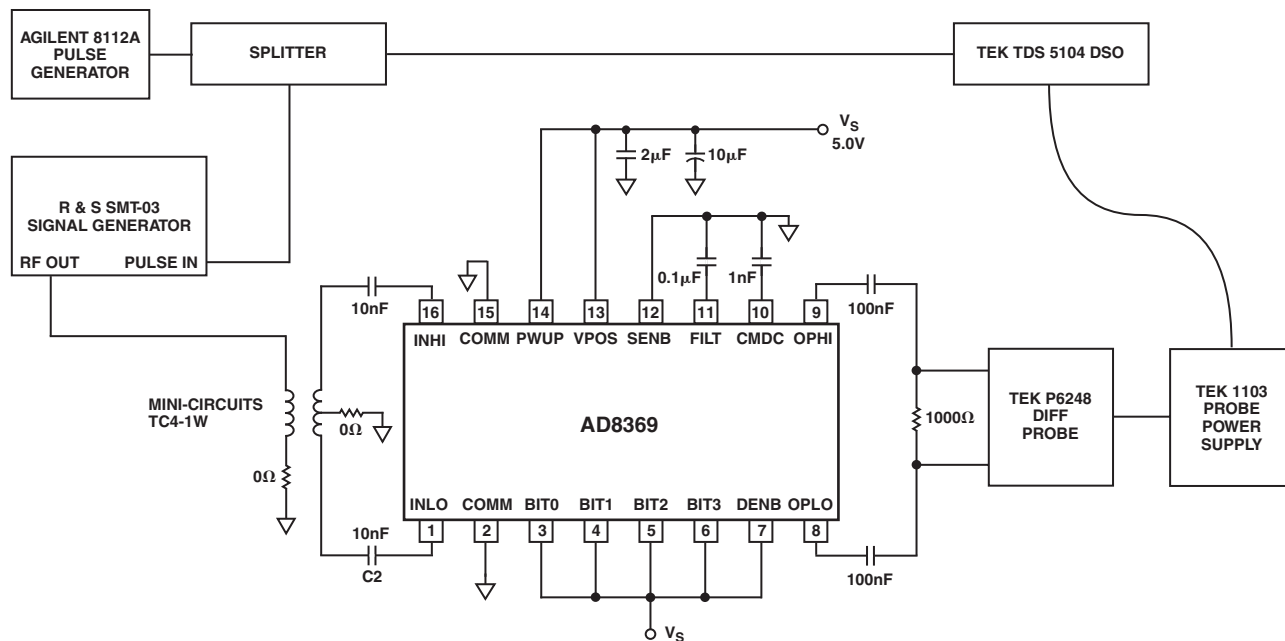 AGILENT 8112A
PULSE
GENERATOR
SPLITTER
TEK TDS 5104 DSO
VS
5.0V
2µF
10µF
R & S SMT-03
SIGNAL GENERATOR
RF OUT
PULSE IN
0.1µF
1nF
10nF
100nF
16
15
14
13
12
11
10
9
INHI
COMM
PWUP
VPOS
SENB
FILT
CMDC
OPHI
MINI-CIRCUITS
TC4-1W
0Ω
0Ω
AD8369
1000Ω
TEK P6248
DIFF
PROBE
TEK 1103
PROBE
POWER
SUPPLY
INLO
COMM
BIT0
BIT1
BIT2
BIT3
DENB
OPLO
1
2
3
4
5
6
7
8
10nF
C2
100nF
VS